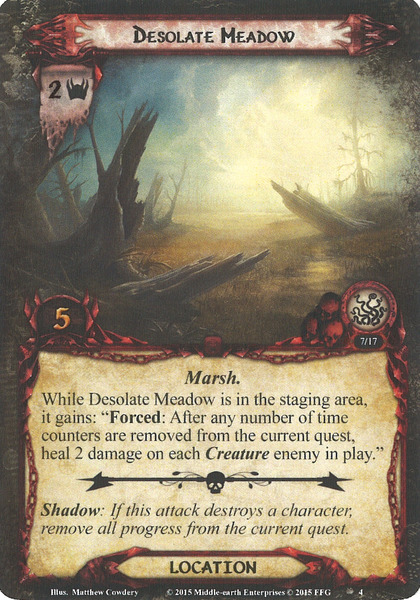 Desolate Meadow
2
5
7/17
Marsh.
While Desolate Meadow is in the staging area,
it gains: “Forced: After any number of time
counters are removed from the current quest,
heal 2 damage on each Creature enemy in play.”
Shadow: If this attack destroys a character,
remove all progress from the current quest.
LOCATION
Illus. Matthew Cowdery © 2015 Middle-earth Enterprises © 2015 FFG 4